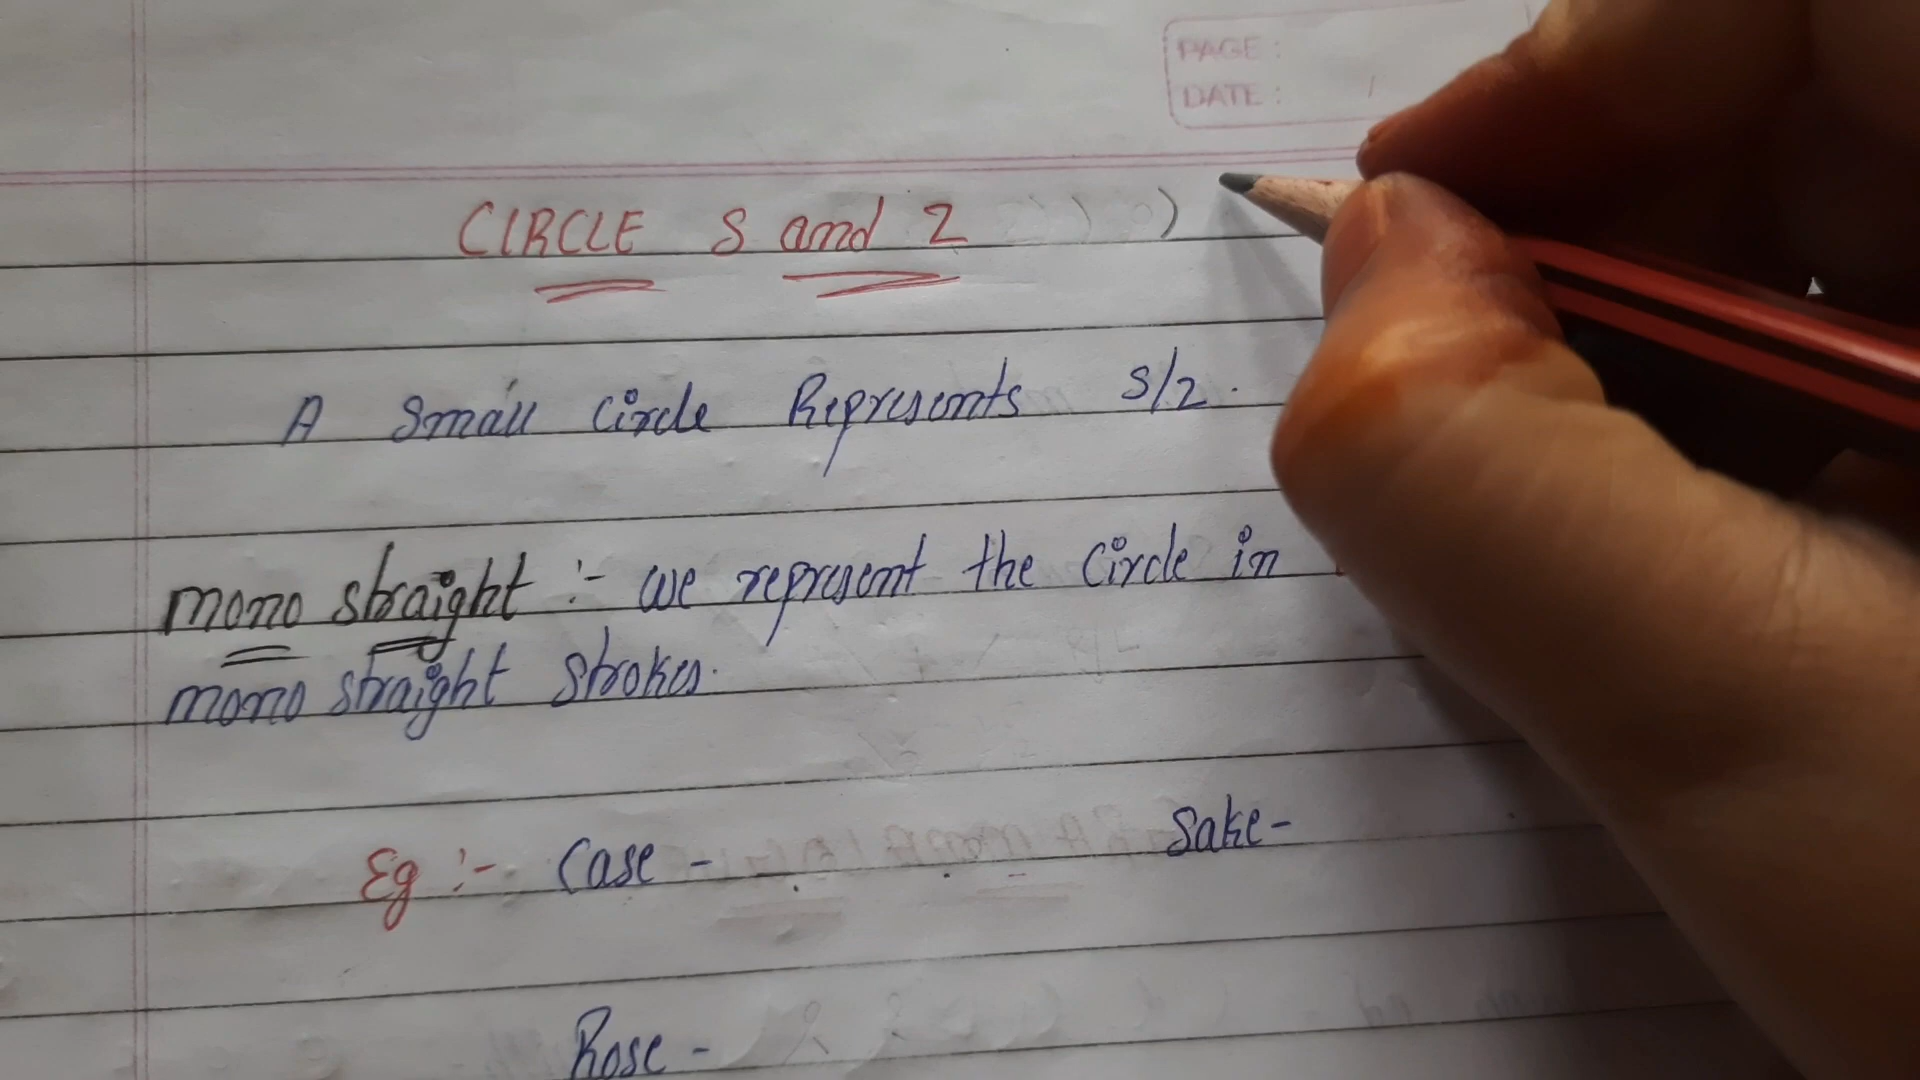 PAGE :
DATE : /
CIRCLE S and Z
A Small Circle Represents S/Z.
mono straight :- we represent the Circle in
mono straight Strokes.
Eg :- Case - Sake-
Rose -